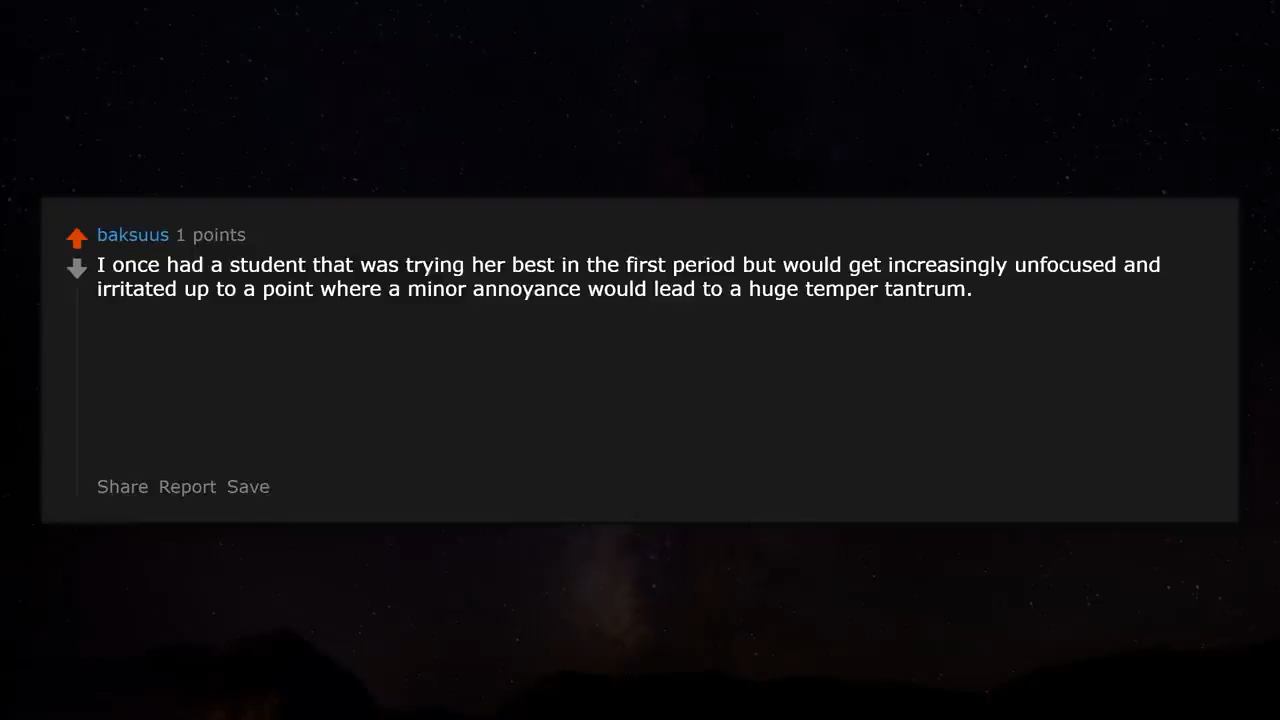 baksuus 1 points
I once had a student that was trying her best in the first period but would get increasingly unfocused and
irritated up to a point where a minor annoyance would lead to a huge temper tantrum.
Share Report Save